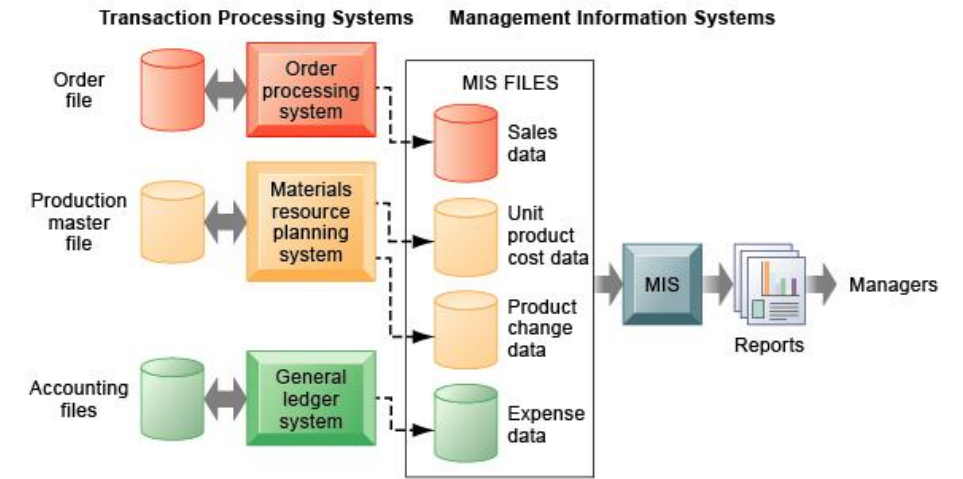 Transaction Processing Systems
Management Information Systems
Order
file
Order
processing
system
MIS FILES
Sales
data
Production
master
file
Materials
resource
planning
system
Unit
product
cost data
Product
change
data
MIS
Reports
Managers
Accounting
files
General
ledger
system
Expense
data